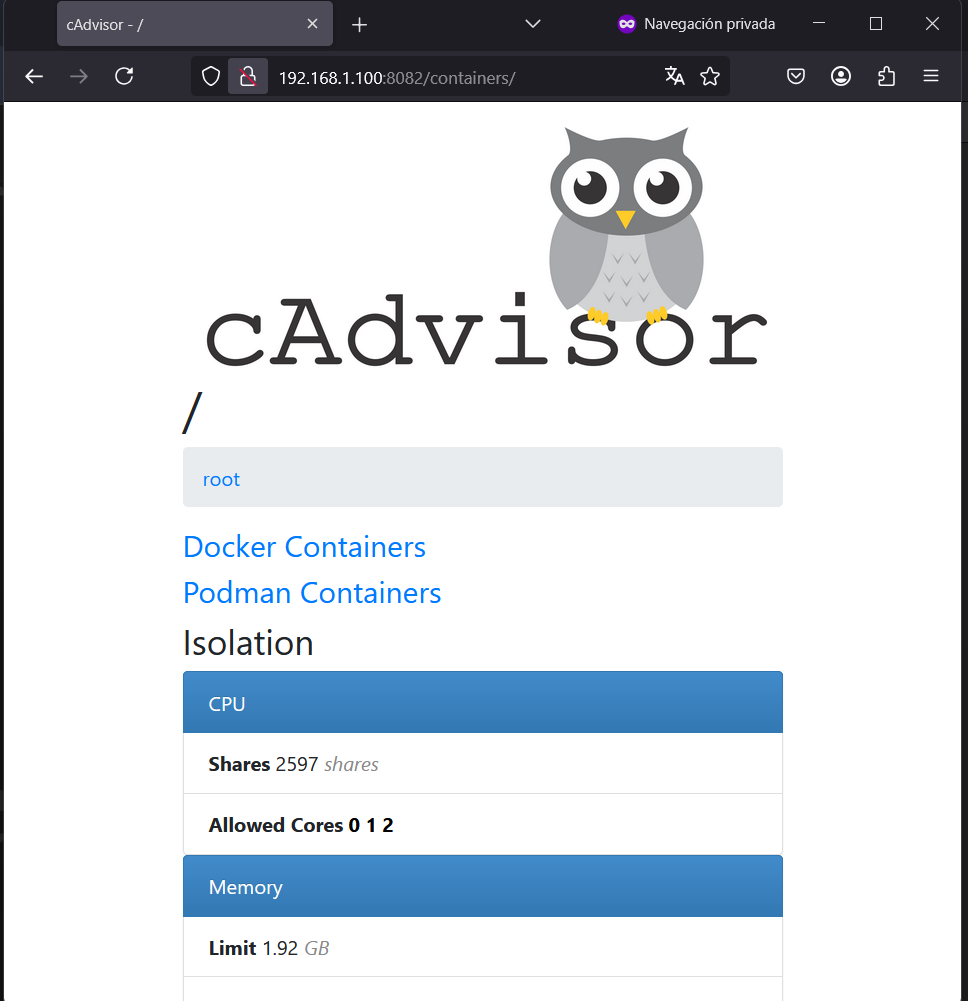 cAdvisor - /
Navegación privada
192.168.1.100:8082/containers/
cAdvisor
/
root
Docker Containers
Podman Containers
Isolation
CPU
Shares 2597 shares
Allowed Cores 0 1 2
Memory
Limit 1.92 GB